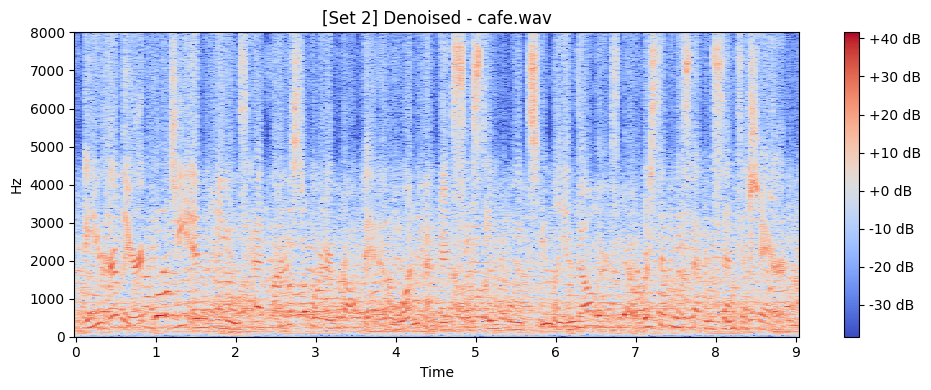 [Set 2] Denoised - cafe.wav
8000
7000
6000
5000
4000
3000
2000
1000
0
Hz
0 1 2 3 4 5 6 7 8 9
Time
+40 dB
+30 dB
+20 dB
+10 dB
+0 dB
-10 dB
-20 dB
-30 dB